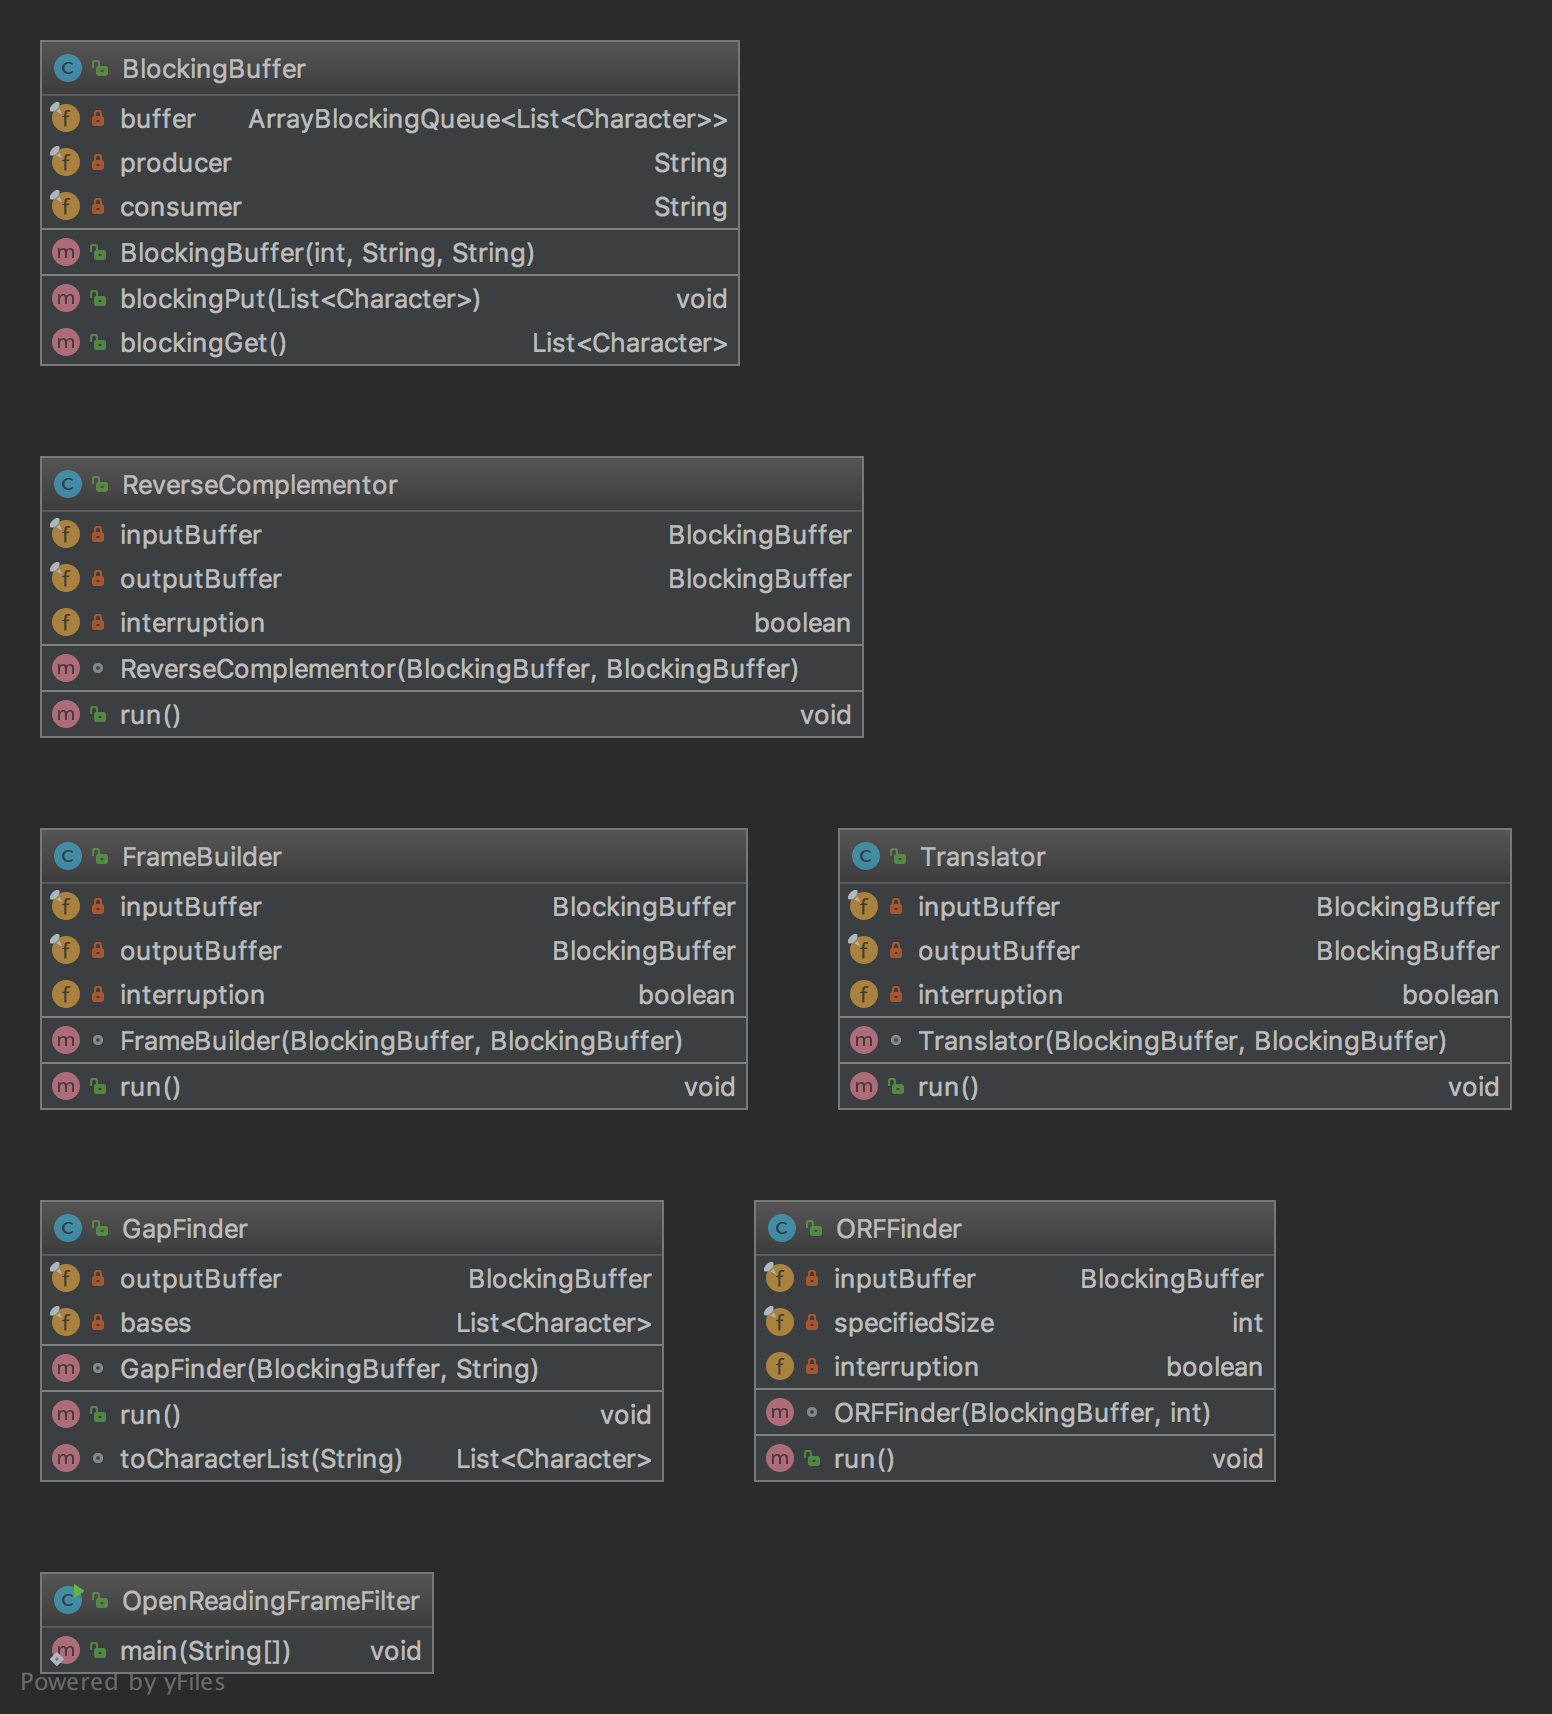 BlockingBuffer
buffer ArrayBlockingQueue<List<Character>>
producer String
consumer String
BlockingBuffer(int, String, String)
blockingPut(List<Character>) void
blockingGet() List<Character>
ReverseComplementor
inputBuffer BlockingBuffer
outputBuffer BlockingBuffer
interruption boolean
ReverseComplementor(BlockingBuffer, BlockingBuffer)
run() void
FrameBuilder
inputBuffer BlockingBuffer
outputBuffer BlockingBuffer
interruption boolean
FrameBuilder(BlockingBuffer, BlockingBuffer)
run() void
Translator
inputBuffer BlockingBuffer
outputBuffer BlockingBuffer
interruption boolean
Translator(BlockingBuffer, BlockingBuffer)
run() void
GapFinder
outputBuffer BlockingBuffer
bases List<Character>
GapFinder(BlockingBuffer, String)
run() void
toCharacterList(String) List<Character>
ORFFinder
inputBuffer BlockingBuffer
specifiedSize int
interruption boolean
ORFFinder(BlockingBuffer, int)
run() void
OpenReadingFrameFilter
main(String[]) void
Powered by yFiles